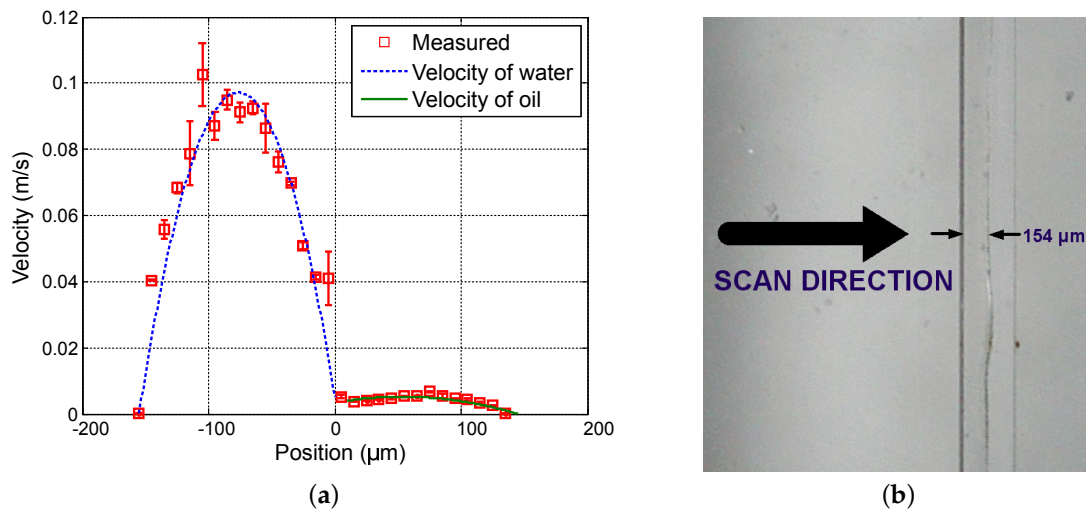 0.12
0.1
0.08
0.06
0.04
0.02
0
Velocity (m/s)
Measured
Velocity of water
Velocity of oil
-200 -100 0 100 200
Position (µm)
(a)
154 µm
SCAN DIRECTION
(b)